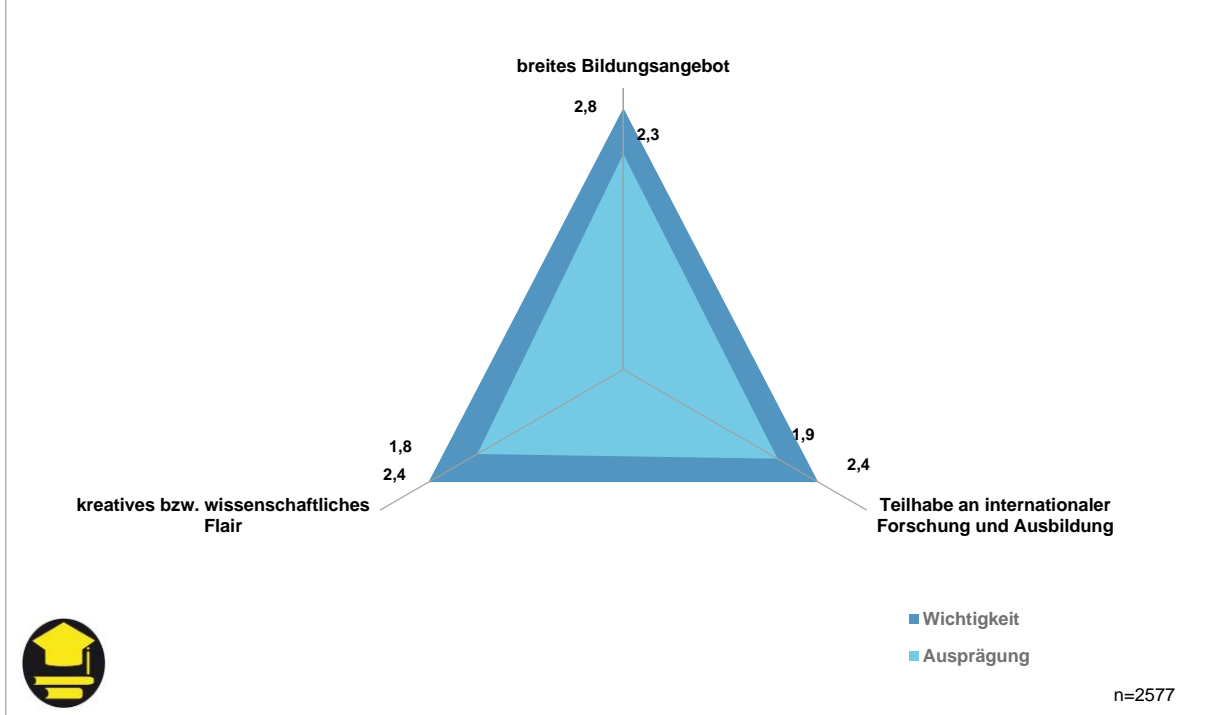 breites Bildungsangebot
2,8
2,3
1,9
1,8
2,4
2,4
kreatives bzw. wissenschaftliches
Flair
Teilhabe an internationaler
Forschung und Ausbildung
Wichtigkeit
Ausprägung
n=2577